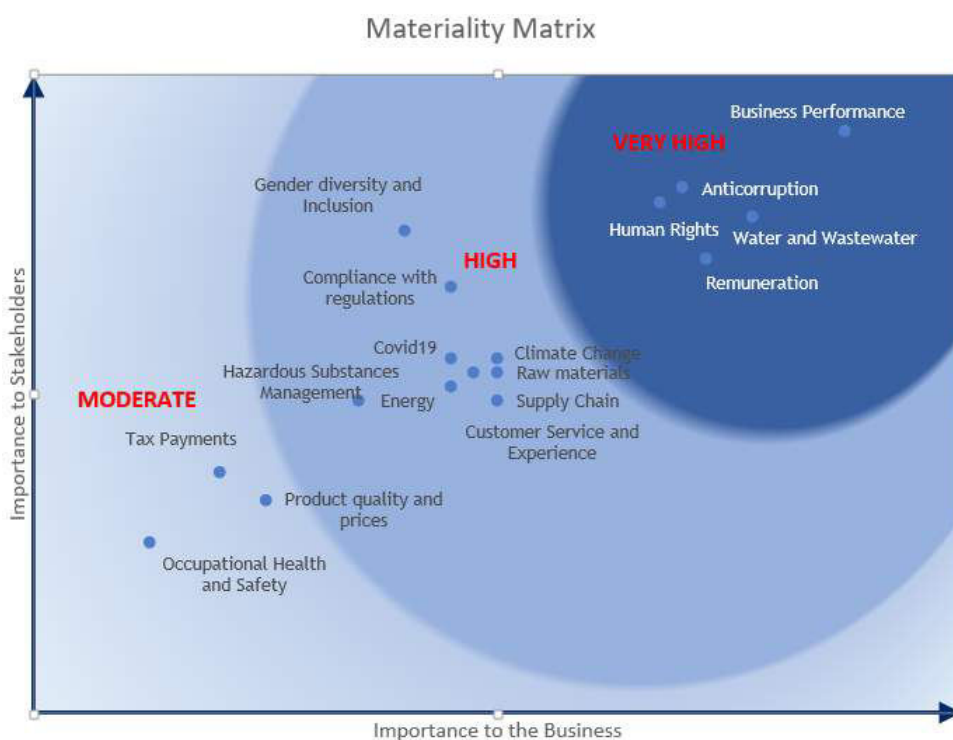 Materiality Matrix
Business Performance
VERY HIGH
Gender diversity and
Inclusion
Anticorruption
Human Rights
Water and Wastewater
HIGH
Compliance with
regulations
Remuneration
Covid19
Climate Change
Hazardous Substances
Management
Raw materials
MODERATE
Energy
Supply Chain
Tax Payments
Customer Service and
Experience
Product quality and
prices
Occupational Health
and Safety
Importance to Stakeholders
Importance to the Business